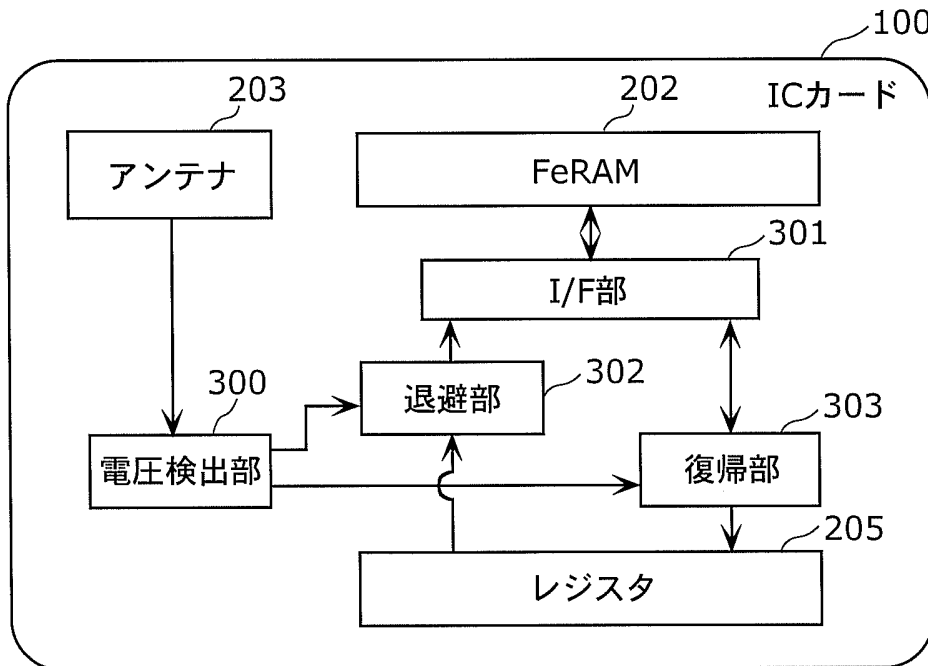 100
ICカード
203
アンテナ
202
FeRAM
301
I/F部
302
退避部
300
電圧検出部
303
復帰部
205
レジスタ